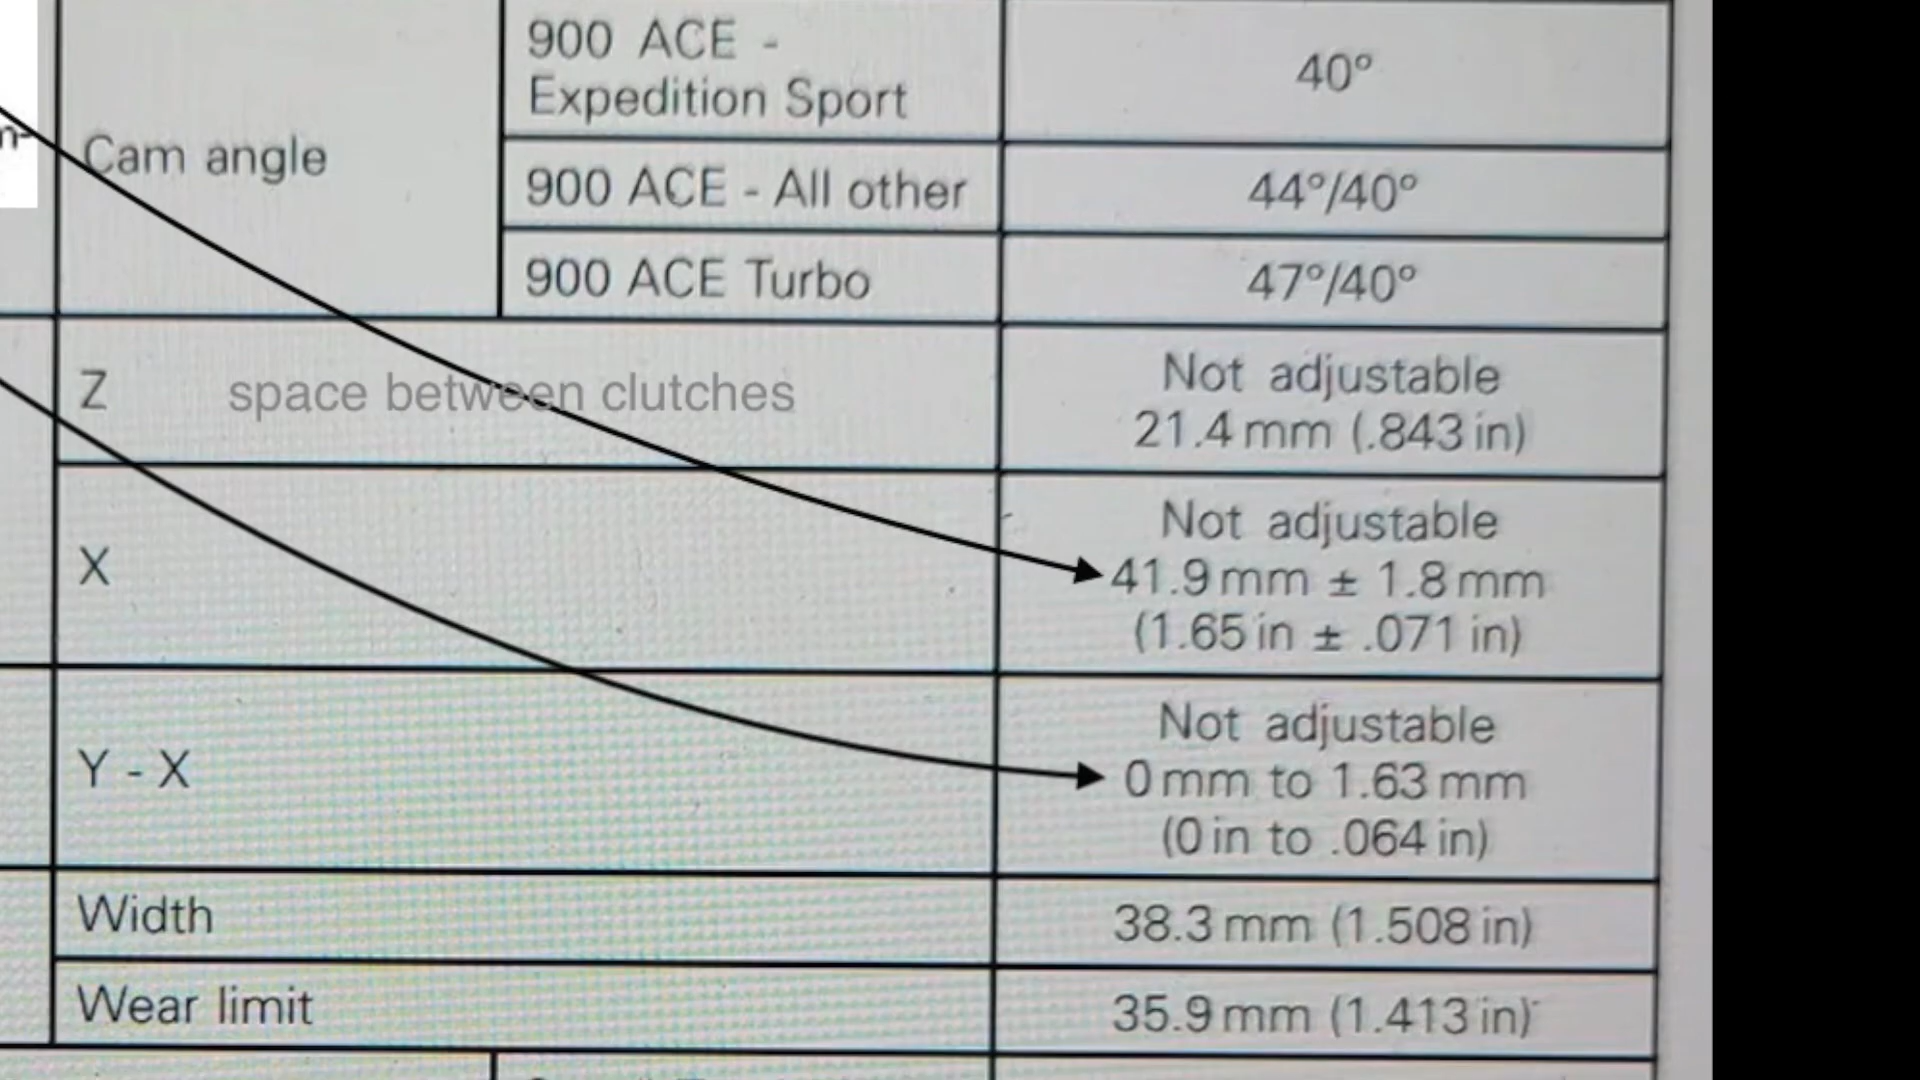 900 ACE -
Expedition Sport
40°
Cam angle
900 ACE - All other
44°/40°
900 ACE Turbo
47°/40°
Z
space between clutches
Not adjustable
21.4 mm (.843 in)
X
Not adjustable
41.9 mm ± 1.8 mm
(1.65 in ± .071 in)
Y - X
Not adjustable
0 mm to 1.63 mm
(0 in to .064 in)
Width
38.3 mm (1.508 in)
Wear limit
35.9 mm (1.413 in)